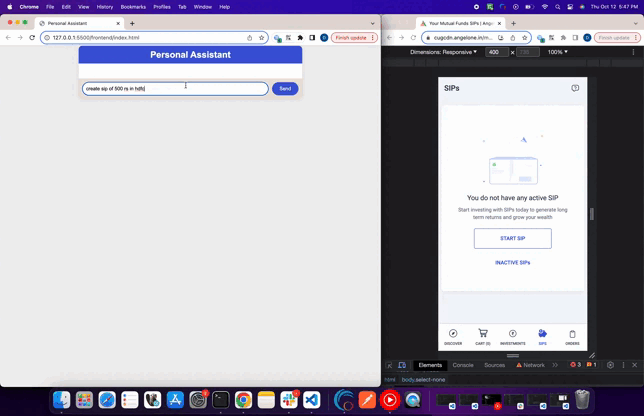 Chrome File Edit View History Bookmarks Profiles Tab Window Help
Thu Oct 12 5:47 PM
Personal Assistant
127.0.0.1:5500/frontend/index.html
Finish update
Personal Assistant
create sip of 500 rs in hdfc
Send
Your Mutual Funds SIPs | Ange
cugcdn.angelone.in/m...
Finish update
Dimensions: Responsive
400 ×
100%
SIPs
You do not have any active SIP
Start investing with SIPs today to generate long
term returns and grow your wealth
START SIP
INACTIVE SIPs
DISCOVER CART (0) INVESTMENTS SIPS ORDERS
Elements Console Sources Network
3 1
html body.select-none